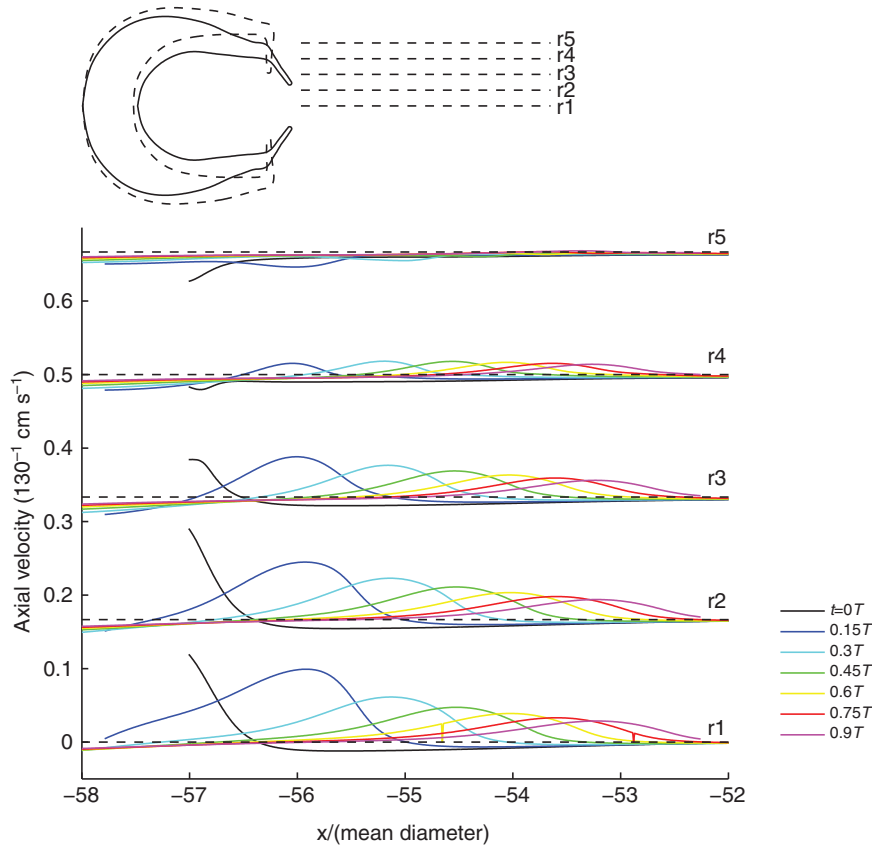 r5
r4
r3
r2
r1
r5
0.6
r4
0.5
0.4
r3
0.3
r2
0.2
0.1
r1
0
Axial velocity (130⁻¹ cm s⁻¹)
−58
−57
−56
−55
−54
−53
−52
x/(mean diameter)
t=0T
0.15T
0.3T
0.45T
0.6T
0.75T
0.9T